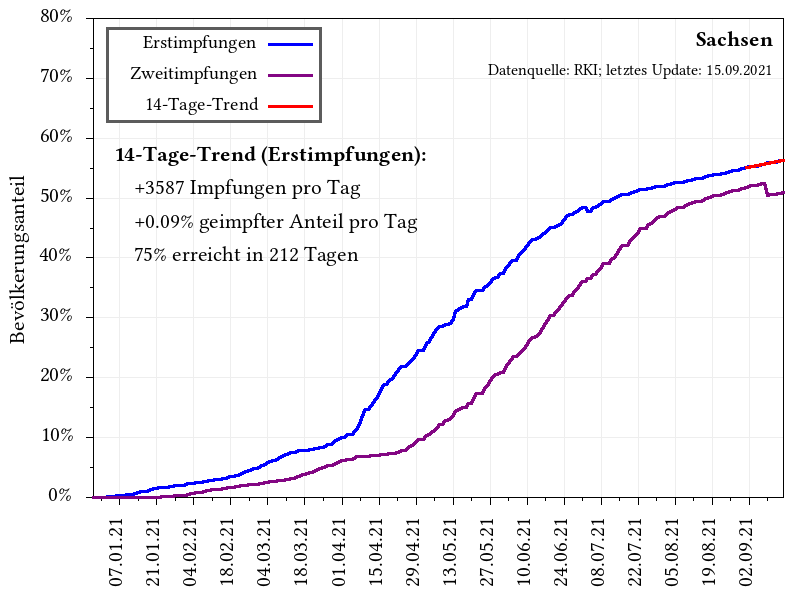 Sachsen
Datenquelle: RKI; letztes Update: 15.09.2021
Erstimpfungen
Zweitimpfungen
14-Tage-Trend
14-Tage-Trend (Erstimpfungen):
+3587 Impfungen pro Tag
+0.09% geimpfter Anteil pro Tag
75% erreicht in 212 Tagen
Bevölkerungsanteil
80%
70%
60%
50%
40%
30%
20%
10%
0%
07.01.21
21.01.21
04.02.21
18.02.21
04.03.21
18.03.21
01.04.21
15.04.21
29.04.21
13.05.21
27.05.21
10.06.21
24.06.21
08.07.21
22.07.21
05.08.21
19.08.21
02.09.21